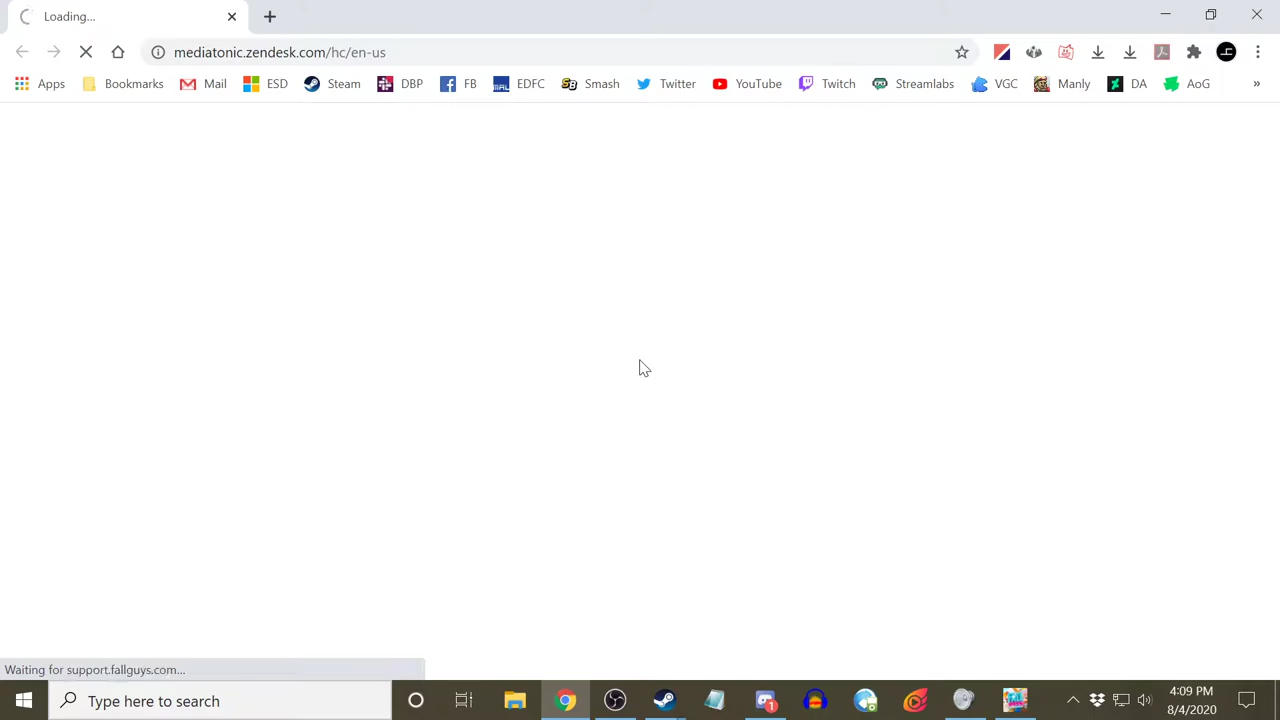 Loading...
mediatonic.zendesk.com/hc/en-us
Apps Bookmarks Mail ESD Steam DBP FB EDFC Smash Twitter YouTube Twitch Streamlabs VGC Manly DA AoG »
Waiting for support.fallguys.com...
Type here to search
1
4:09 PM
8/4/2020